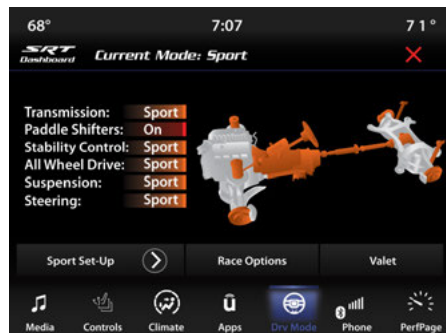 68° 7:07 71°
SRT Dashboard Current Mode: Sport
Transmission: Sport
Paddle Shifters: On
Stability Control: Sport
All Wheel Drive: Sport
Suspension: Sport
Steering: Sport
Sport Set-Up Race Options Valet
Media Controls Climate Apps Drv Mode Phone PerfPage